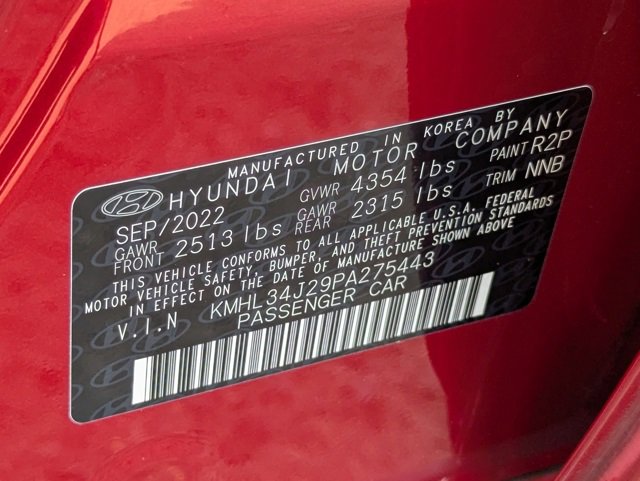 MANUFACTURED IN KOREA BY
HYUNDAI MOTOR COMPANY
SEP/2022 GVWR 4354 lbs PAINT R2P
GAWR FRONT 2513 lbs GAWR REAR 2315 lbs TRIM NNB
THIS VEHICLE CONFORMS TO ALL APPLICABLE U.S.A. FEDERAL
MOTOR VEHICLE SAFETY, BUMPER, AND THEFT PREVENTION STANDARDS
IN EFFECT ON THE DATE OF MANUFACTURE SHOWN ABOVE
V.I.N KMHL34J29PA275443
PASSENGER CAR